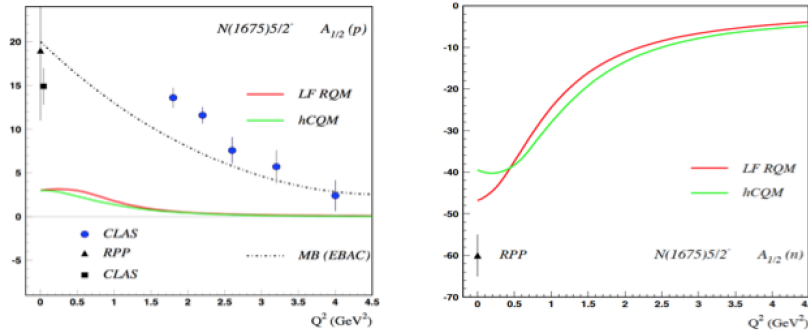 N(1675)5/2⁻ A1/2 (p)
20
15
10
5
0
-5
LF RQM
hCQM
CLAS
RPP
CLAS
MB (EBAC)
0 0.5 1 1.5 2 2.5 3 3.5 4 4.5
Q² (GeV²)
0
-10
-20
-30
-40
-50
-60
-70
LF RQM
hCQM
RPP
N(1675)5/2⁻ A1/2 (n)
0 0.5 1 1.5 2 2.5 3 3.5 4 4.5
Q² (GeV²)